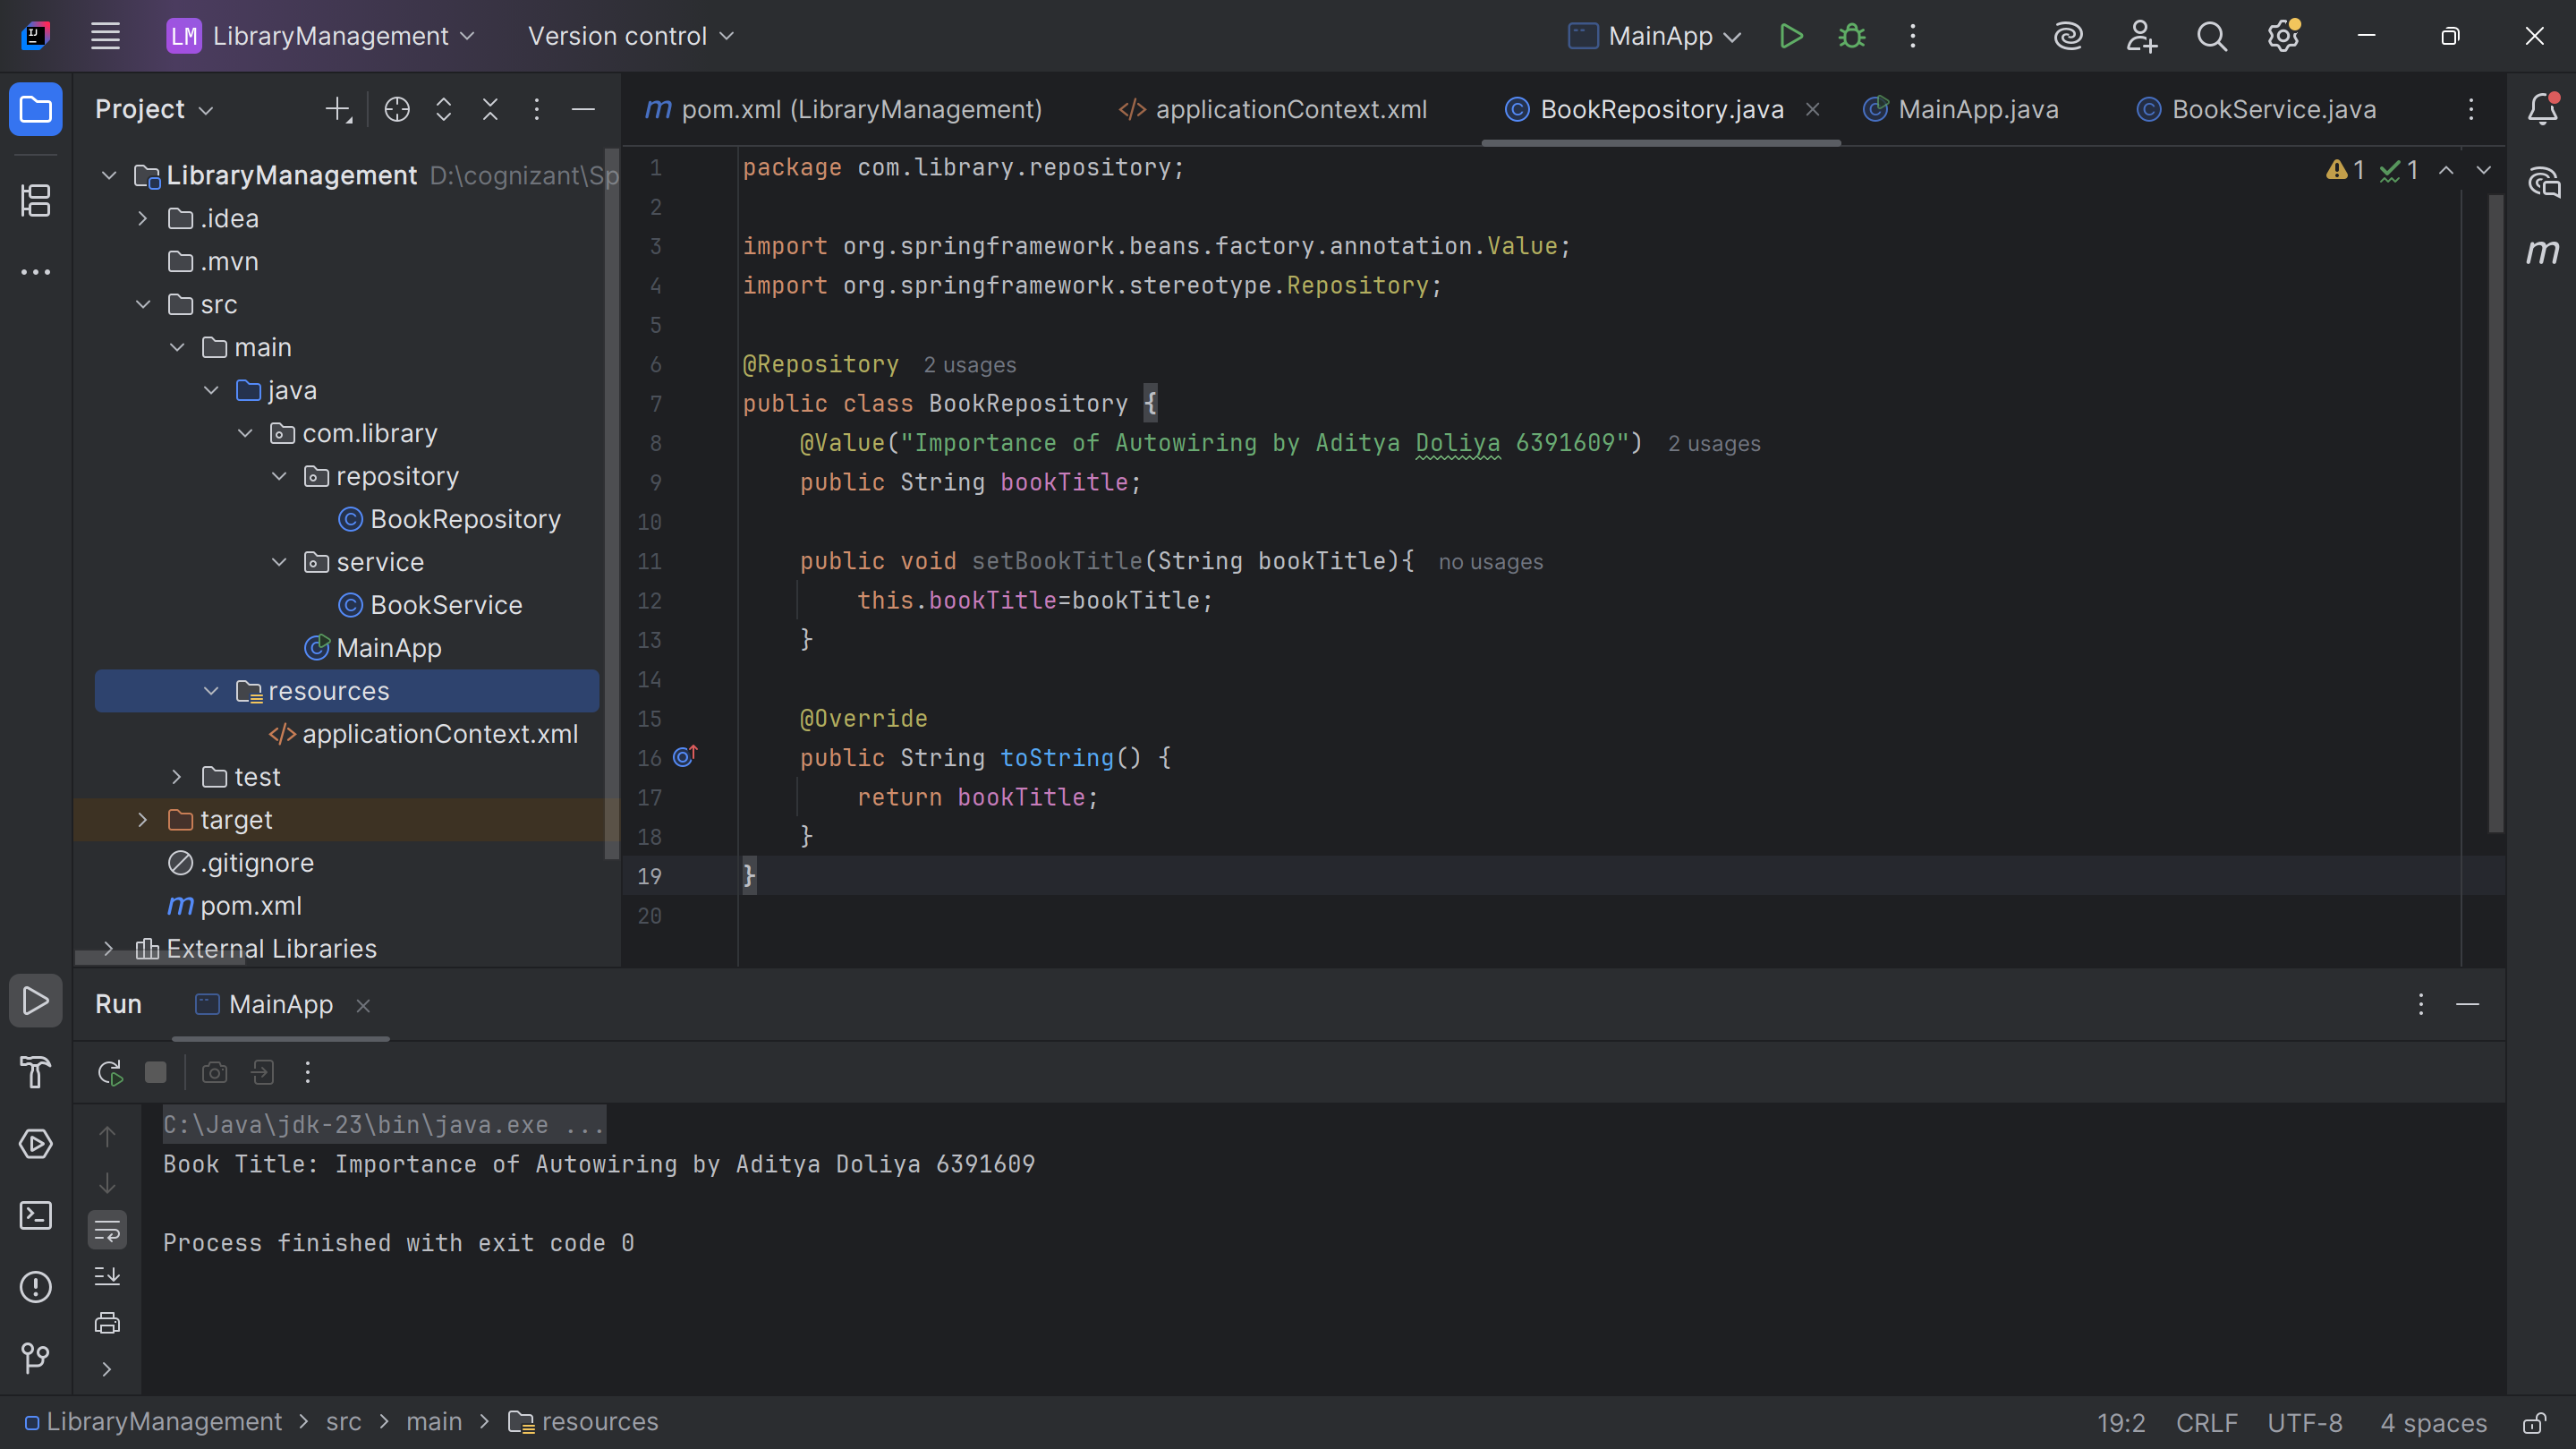 LM LibraryManagement
Version control
MainApp
Project
LibraryManagement D:\cognizant\Sp
.idea
.mvn
src
main
java
com.library
repository
BookRepository
service
BookService
MainApp
resources
applicationContext.xml
test
target
.gitignore
m pom.xml
External Libraries
m pom.xml (LibraryManagement)
</> applicationContext.xml
BookRepository.java
MainApp.java
BookService.java
1 1
1 package com.library.repository;
2
3 import org.springframework.beans.factory.annotation.Value;
4 import org.springframework.stereotype.Repository;
5
6 @Repository 2 usages
7 public class BookRepository {
8 @Value("Importance of Autowiring by Aditya Doliya 6391609") 2 usages
9 public String bookTitle;
10
11 public void setBookTitle(String bookTitle){ no usages
12 this.bookTitle=bookTitle;
13 }
14
15 @Override
16 public String toString() {
17 return bookTitle;
18 }
19 }
20
Run
MainApp
C:\Java\jdk-23\bin\java.exe ...
Book Title: Importance of Autowiring by Aditya Doliya 6391609
Process finished with exit code 0
LibraryManagement > src > main > resources
19:2 CRLF UTF-8 4 spaces